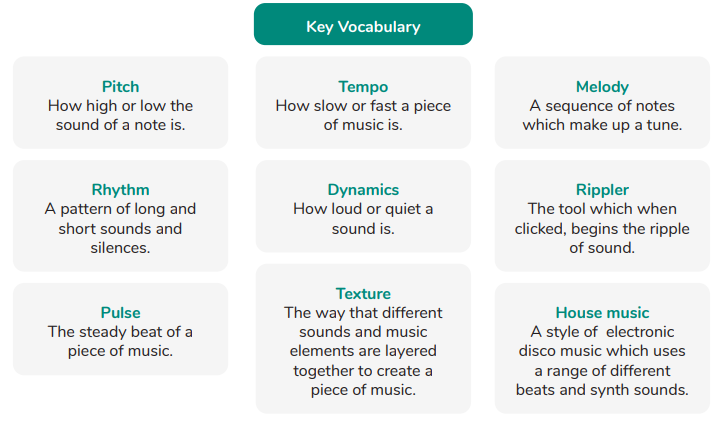 Key Vocabulary
Pitch
How high or low the
sound of a note is.
Rhythm
A pattern of long and
short sounds and
silences.
Pulse
The steady beat of a
piece of music.
Tempo
How slow or fast a piece
of music is.
Dynamics
How loud or quiet a
sound is.
Texture
The way that different
sounds and music
elements are layered
together to create a
piece of music.
Melody
A sequence of notes
which make up a tune.
Rippler
The tool which when
clicked, begins the ripple
of sound.
House music
A style of electronic
disco music which uses
a range of different
beats and synth sounds.